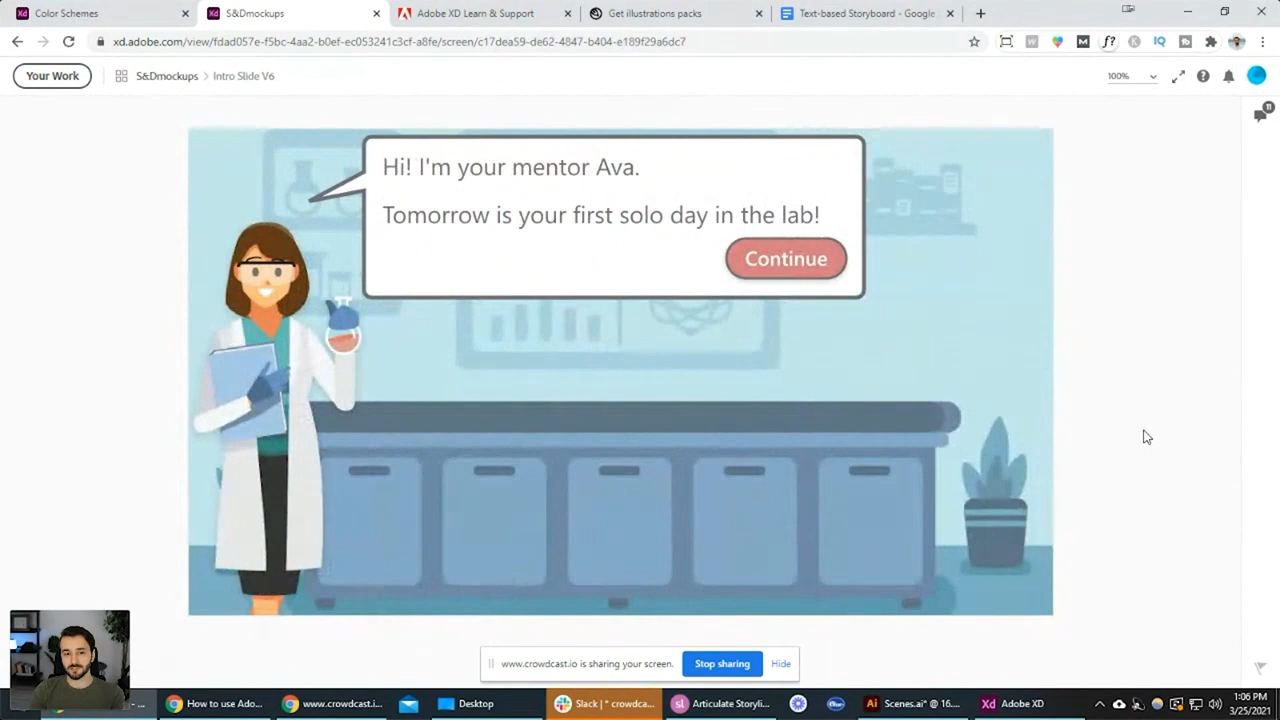 Color Schemes
S&Dmockups
Adobe XD Learn & Support
Get illustrations packs
Text-based Storyboard - Google
xd.adobe.com/view/fdad057e-f5bc-4aa2-b0ef-ec053241c3cf-a8fe/screen/c17dea59-de62-4847-b404-e189f29a6dc7
Your Work
S&Dmockups > Intro Slide V6
100%
Hi! I'm your mentor Ava.
Tomorrow is your first solo day in the lab!
Continue
www.crowdcast.io is sharing your screen.
Stop sharing
Hide
How to use Ado...
www.crowdcast.i...
Desktop
Slack | * crowdca...
Articulate Storyli...
Scenes.ai* @ 16....
Adobe XD
1:06 PM
3/25/2021